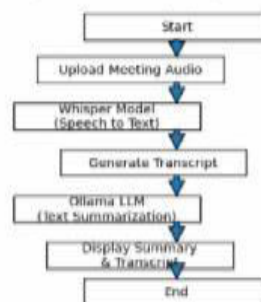 Start
Upload Meeting Audio
Whisper Model
(Speech to Text)
Generate Transcript
Ollama LLM
(Text Summarization)
Display Summary
& Transcript
End